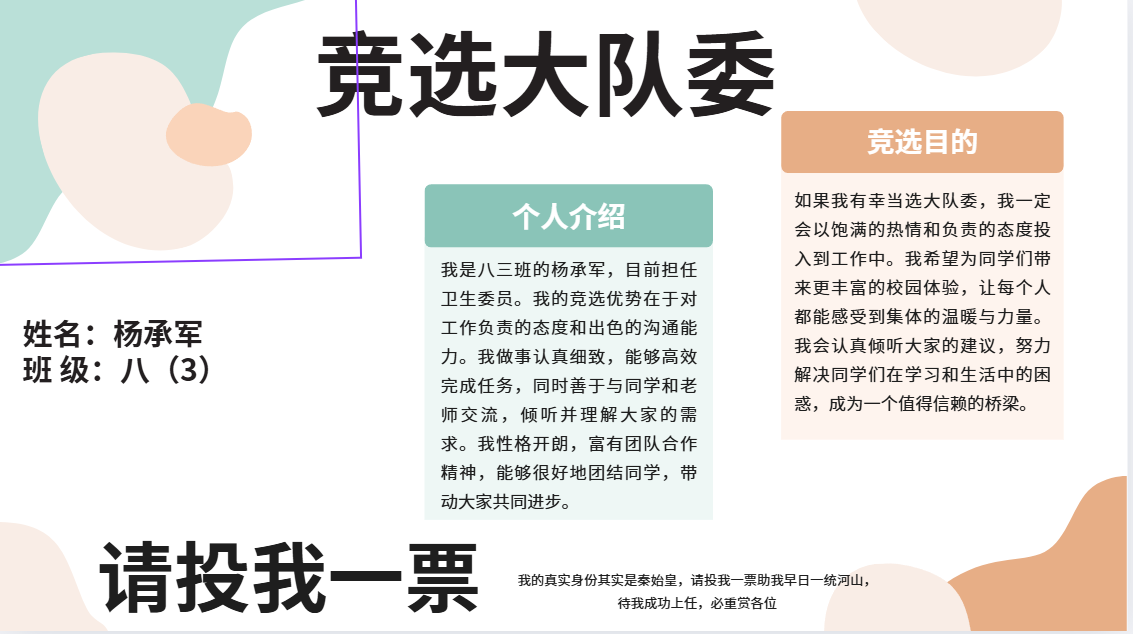 竞选大队委
姓名：杨承军
班 级：八（3）
个人介绍
我是八三班的杨承军，目前担任
卫生委员。我的竞选优势在于对
工作负责的态度和出色的沟通能
力。我做事认真细致，能够高效
完成任务，同时善于与同学和老
师交流，倾听并理解大家的需
求。我性格开朗，富有团队合作
精神，能够很好地团结同学，带
动大家共同进步。
竞选目的
如果我有幸当选大队委，我一定
会以饱满的热情和负责的态度投
入到工作中。我希望为同学们带
来更丰富的校园体验，让每个人
都能感受到集体的温暖与力量。
我会认真倾听大家的建议，努力
解决同学们在学习和生活中的困
惑，成为一个值得信赖的桥梁。
请投我一票
我的真实身份其实是秦始皇，请投我一票助我早日一统河山，
待我成功上任，必重赏各位